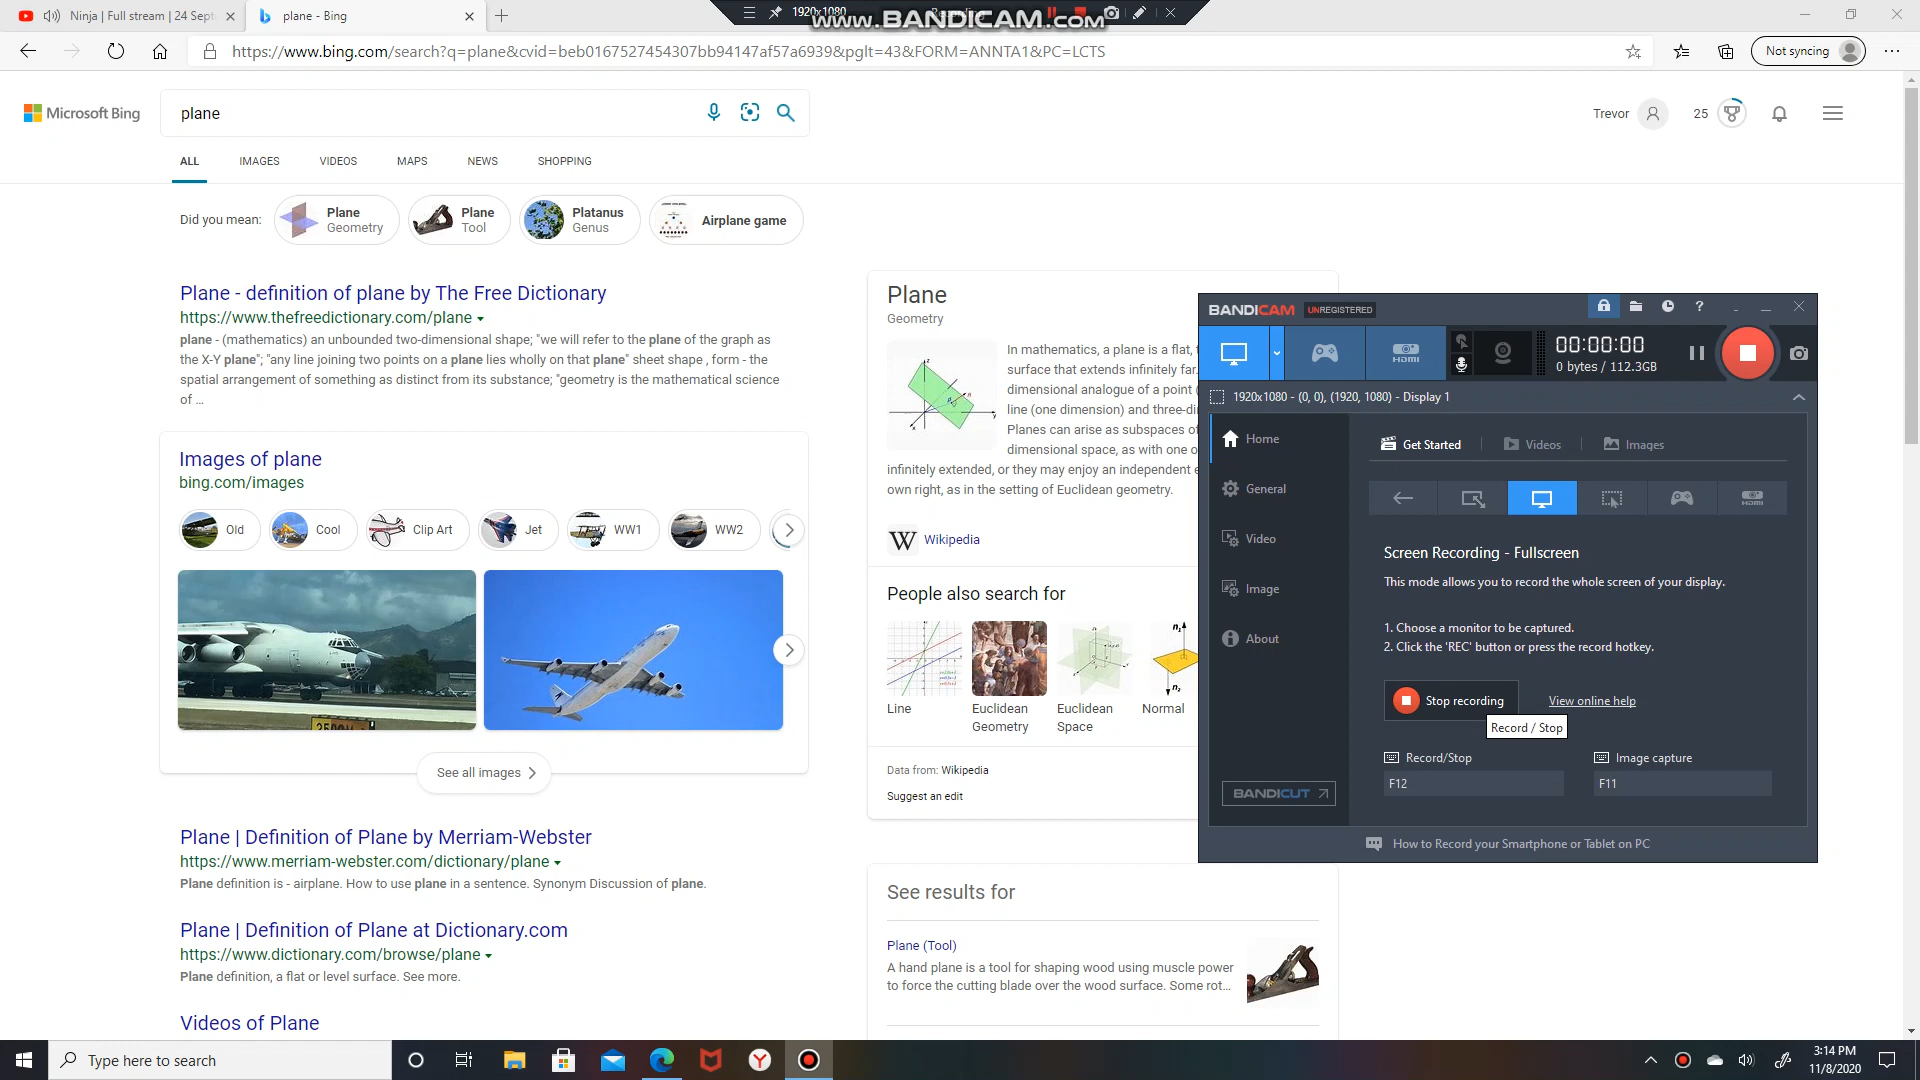 Ninja | Full stream | 24 Sept
plane - Bing
1920x1080
www.BANDICAM.com
https://www.bing.com/search?q=plane&cvid=beb0167527454307bb94147af57a6939&pglt=43&FORM=ANNTA1&PC=LCTS
Not syncing
Microsoft Bing
plane
Trevor
25
ALL
IMAGES
VIDEOS
MAPS
NEWS
SHOPPING
Did you mean:
Plane
Geometry
Plane
Tool
Platanus
Genus
Airplane game
Plane - definition of plane by The Free Dictionary
https://www.thefreedictionary.com/plane
plane - (mathematics) an unbounded two-dimensional shape; "we will refer to the plane of the graph as
the X-Y plane"; "any line joining two points on a plane lies wholly on that plane" sheet shape , form - the
spatial arrangement of something as distinct from its substance; "geometry is the mathematical science
of ...
Images of plane
bing.com/images
Old
Cool
Clip Art
Jet
WW1
WW2
See all images
Plane | Definition of Plane by Merriam-Webster
https://www.merriam-webster.com/dictionary/plane
Plane definition is - airplane. How to use plane in a sentence. Synonym Discussion of plane.
Plane | Definition of Plane at Dictionary.com
https://www.dictionary.com/browse/plane
Plane definition, a flat or level surface. See more.
Videos of Plane
Plane
Geometry
In mathematics, a plane is a flat,
surface that extends infinitely far.
dimensional analogue of a point (
line (one dimension) and three-di
Planes can arise as subspaces of
dimensional space, as with one o
infinitely extended, or they may enjoy an independent e
own right, as in the setting of Euclidean geometry.
Wikipedia
People also search for
n₁
n₂
Line
Euclidean
Geometry
Euclidean
Space
Normal
Data from: Wikipedia
Suggest an edit
See results for
Plane (Tool)
A hand plane is a tool for shaping wood using muscle power
to force the cutting blade over the wood surface. Some rot...
BANDICAM UNREGISTERED
HDMI
00:00:00
0 bytes / 112.3GB
1920x1080 - (0, 0), (1920, 1080) - Display 1
Home
General
Video
Image
About
BANDICUT
Get Started
Videos
Images
HDMI
Screen Recording - Fullscreen
This mode allows you to record the whole screen of your display.
1. Choose a monitor to be captured.
2. Click the 'REC' button or press the record hotkey.
Stop recording
View online help
Record / Stop
Record/Stop
Image capture
F12
F11
How to Record your Smartphone or Tablet on PC
Type here to search
3:14 PM
11/8/2020